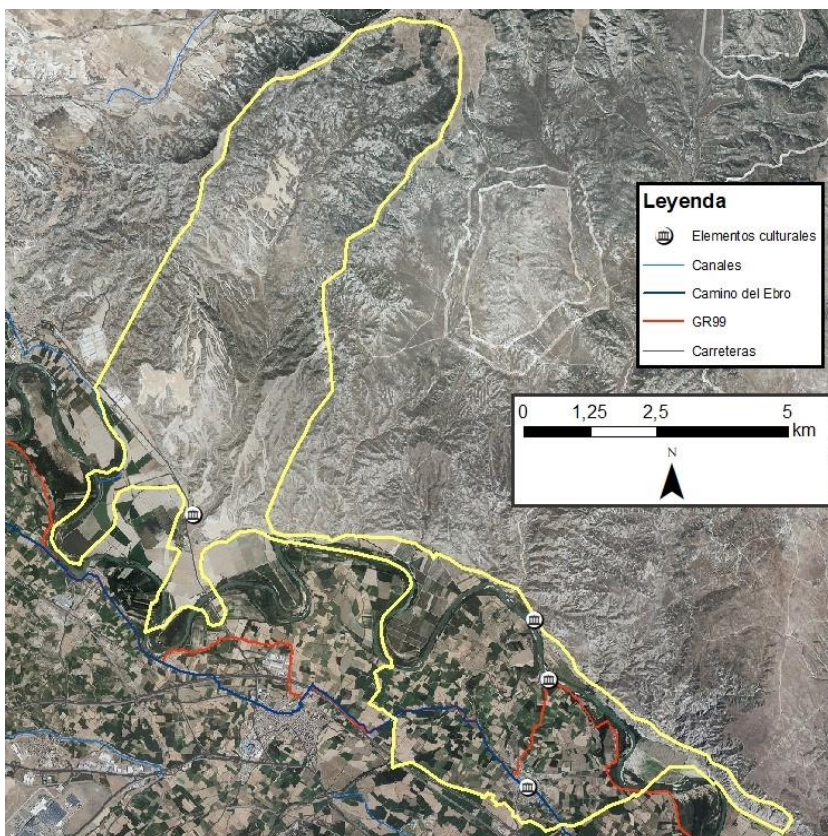 Leyenda
Elementos culturales
Canales
Camino del Ebro
GR99
Carreteras
0 1,25 2,5 5
km
N